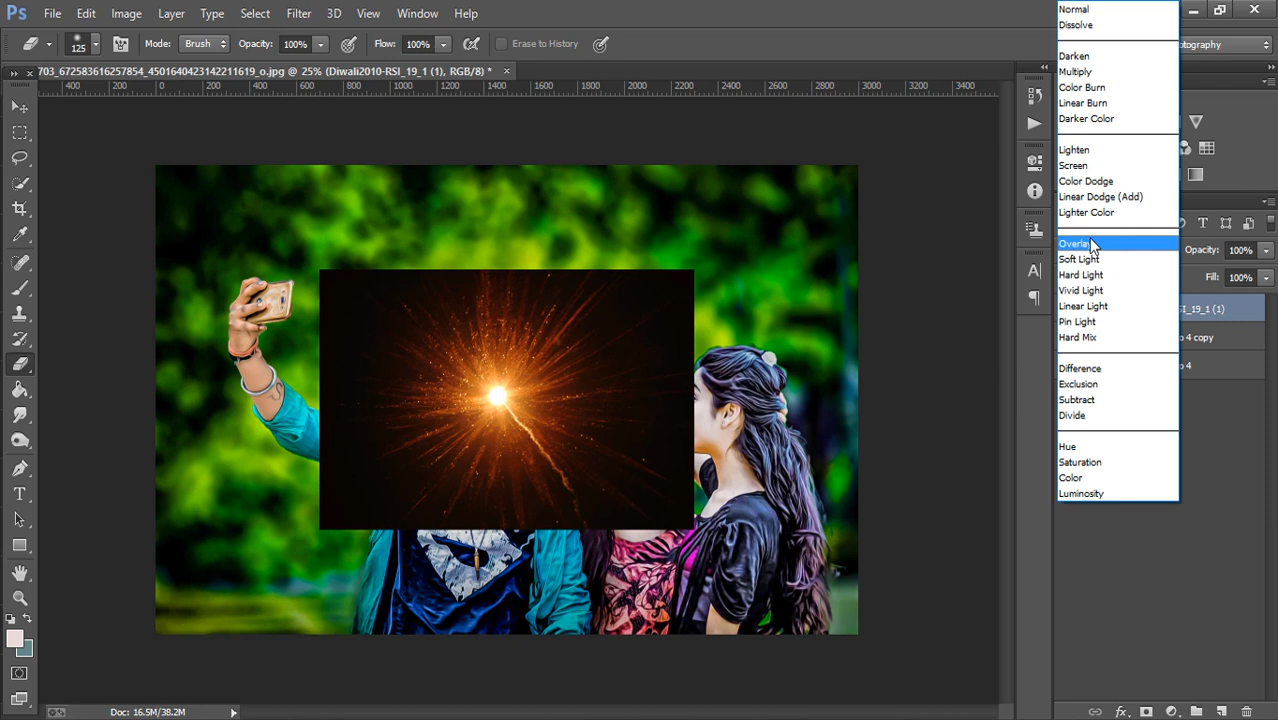 Ps File Edit Image Layer Type Select Filter 3D View Window Help
125 Mode: Brush Opacity: 100% Flow: 100% Erase to History
703_672583616257854_4501640423142211619_o.jpg @ 25% (Diwali2010-RSI_19_1 (1), RGB/8) *
400 200 0 200 400 600 800 1000 1200 1400 1600 1800 2000 2200 2400 2600 2800 3000 3200 3400
Normal
Dissolve
Darken
Multiply
Color Burn
Linear Burn
Darker Color
Lighten
Screen
Color Dodge
Linear Dodge (Add)
Lighter Color
Overlay
Soft Light
Hard Light
Vivid Light
Linear Light
Pin Light
Hard Mix
Difference
Exclusion
Subtract
Divide
Hue
Saturation
Color
Luminosity
otography
Opacity: 100%
Fill: 100%
SI_19_1 (1)
p 4 copy
p 4
Doc: 16.5M/38.2M